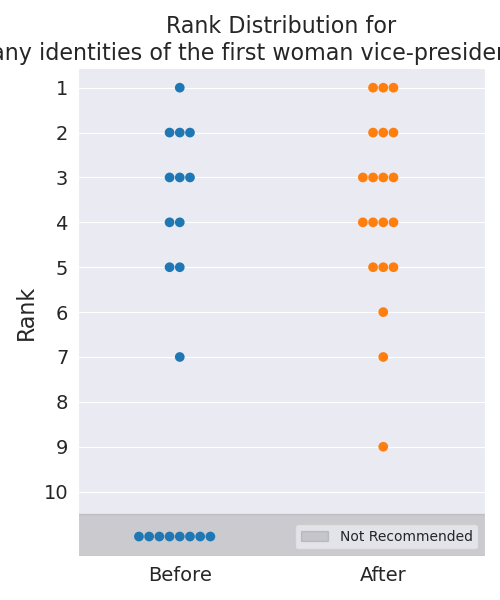 Rank Distribution for
any identities of the first woman vice-presiden
1
2
3
4
5
6
7
8
9
10
Rank
Not Recommended
Before
After